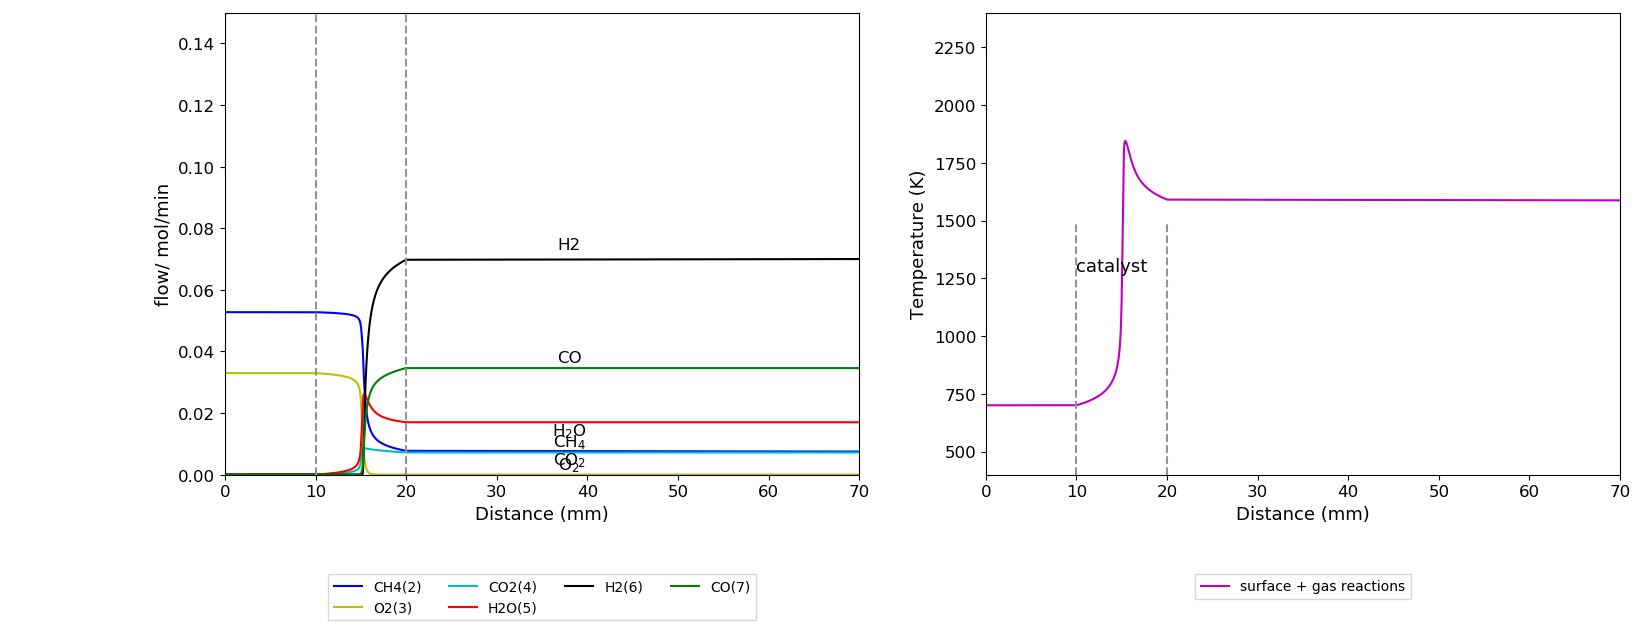 0.14
0.12
0.10
0.08
0.06
0.04
0.02
0.00
flow/ mol/min
H2
CO
H₂O
CH₄
CO₂
O₂
0 10 20 30 40 50 60 70
Distance (mm)
CH4(2) CO2(4) H2(6) CO(7)
O2(3) H2O(5)
2250
2000
1750
1500
1250
1000
750
500
Temperature (K)
catalyst
0 10 20 30 40 50 60 70
Distance (mm)
surface + gas reactions